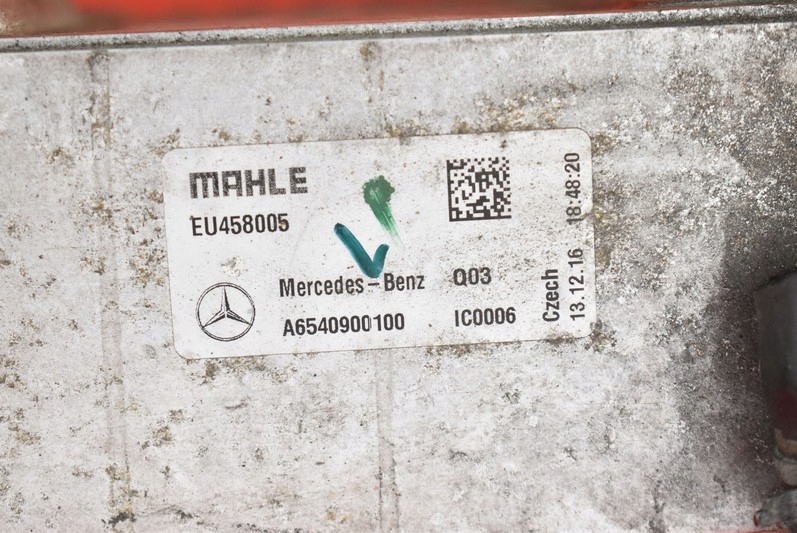 MAHLE
EU458005
Mercedes-Benz Q03
A6540900100 IC0006
Czech
13.12.16 18:48:20